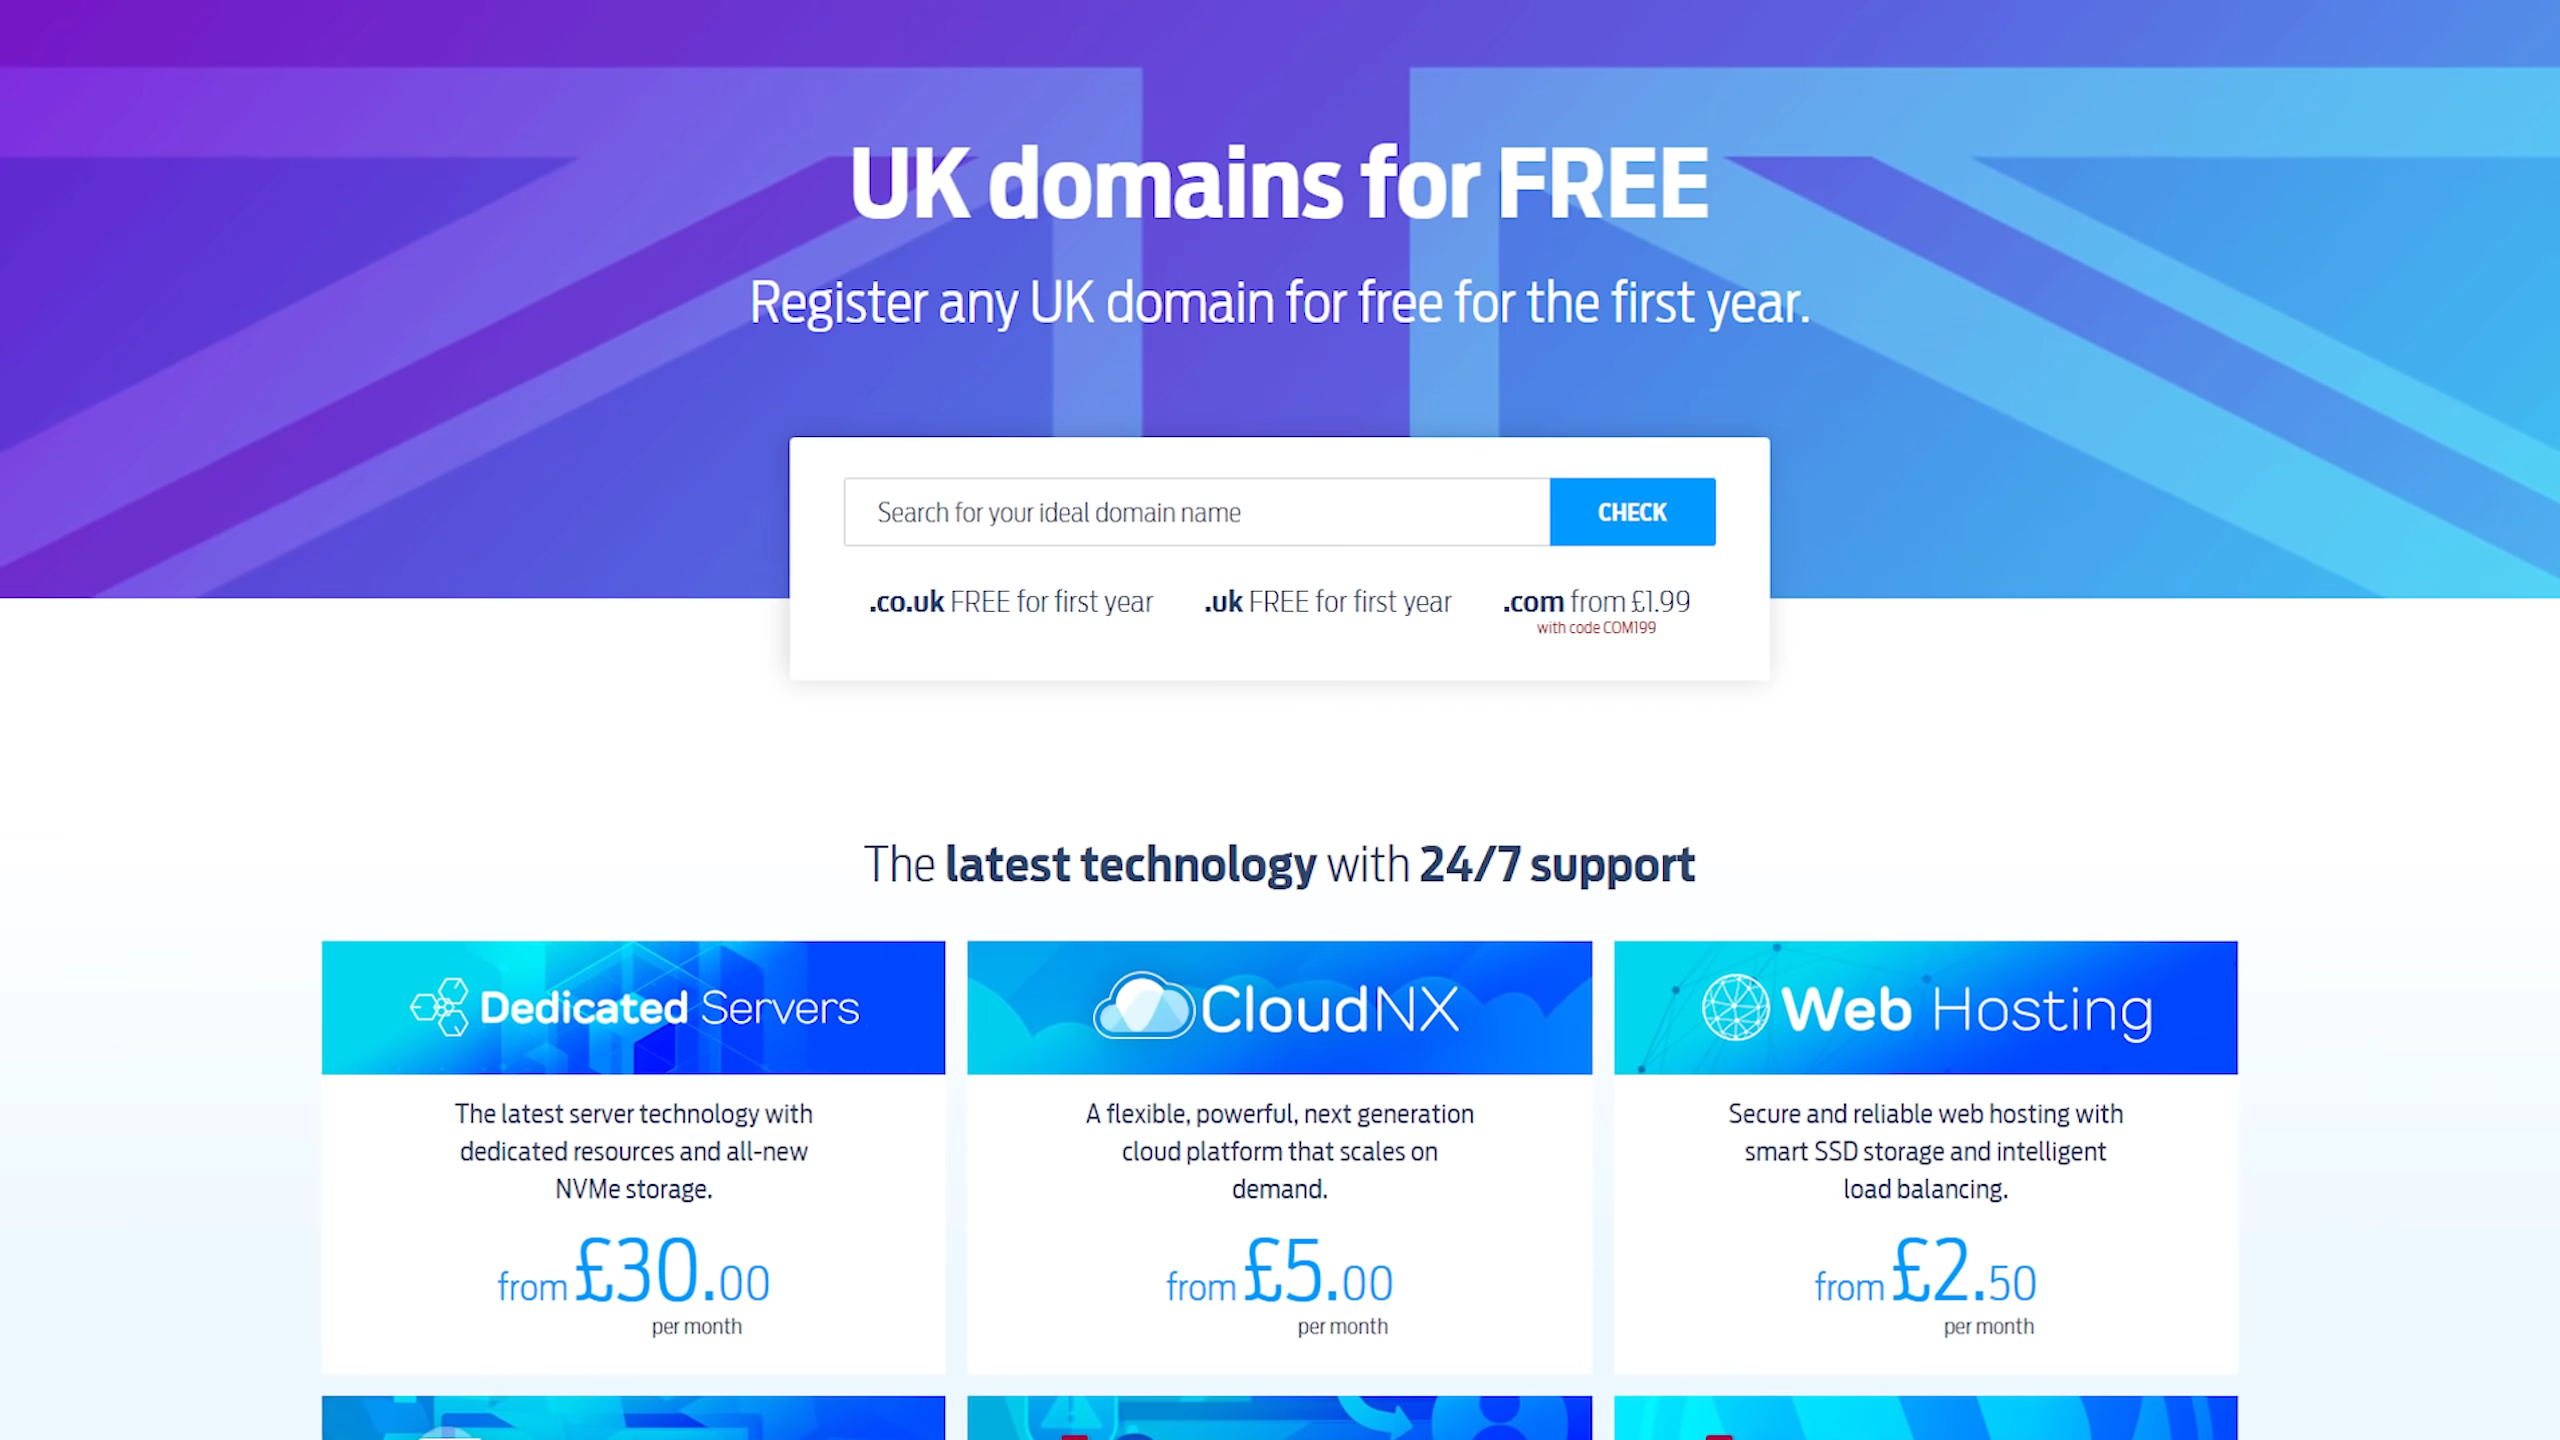 UK domains for FREE
Register any UK domain for free for the first year.
Search for your ideal domain name
CHECK
.co.uk FREE for first year
.uk FREE for first year
.com from £1.99
with code COM199
The latest technology with 24/7 support
Dedicated Servers
The latest server technology with
dedicated resources and all-new
NVMe storage.
from £30.00
per month
CloudNX
A flexible, powerful, next generation
cloud platform that scales on
demand.
from £5.00
per month
Web Hosting
Secure and reliable web hosting with
smart SSD storage and intelligent
load balancing.
from £2.50
per month